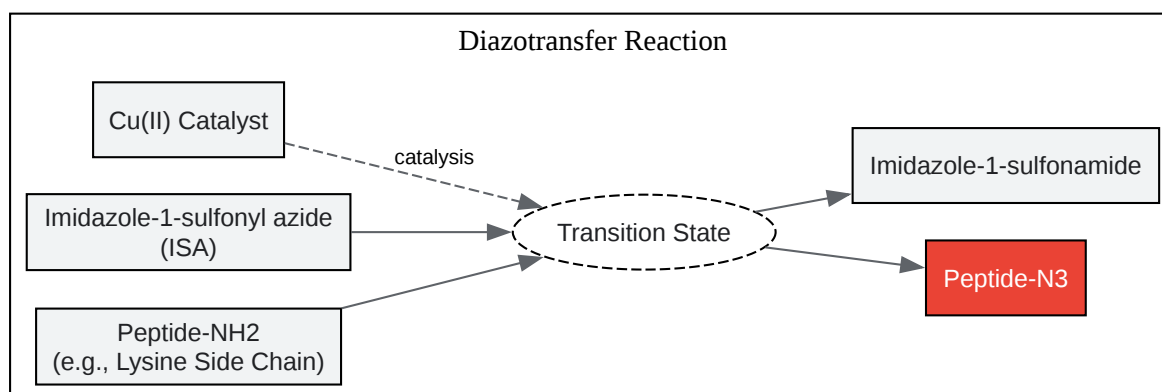 Diazotransfer Reaction
Cu(II) Catalyst
catalysis
Imidazole-1-sulfonyl azide
(ISA)
Peptide-NH2
(e.g., Lysine Side Chain)
Transition State
Imidazole-1-sulfonamide
Peptide-N3